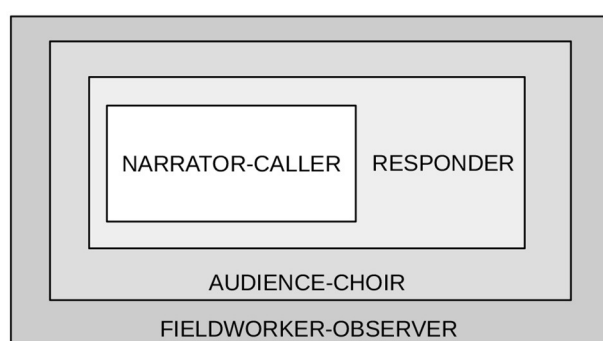 NARRATOR-CALLER
RESPONDER
AUDIENCE-CHOIR
FIELDWORKER-OBSERVER